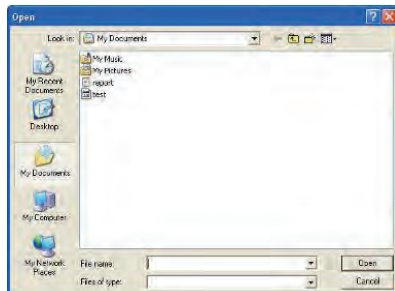 Open
Look in: My Documents
My Recent
Documents
Desktop
My Documents
My Computer
My Network
Places
My Music
My Pictures
report
test
File name:
Open
Files of type:
Cancel